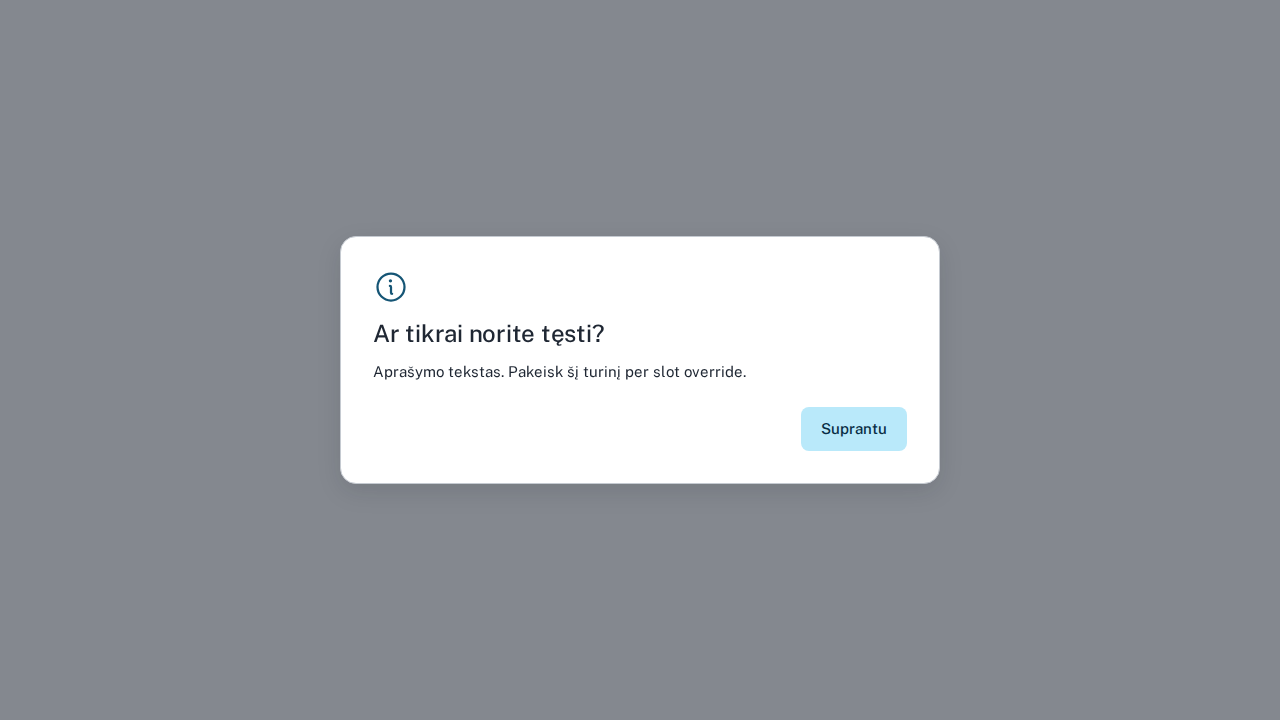 Ar tikrai norite tęsti?
Aprašymo tekstas. Pakeisk šį turinį per slot override.
Suprantu